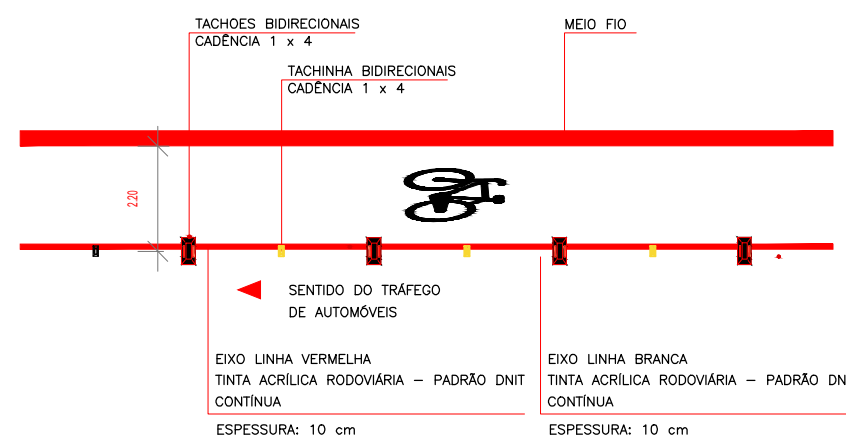 TACHOES BIDIRECIONAIS
CADÊNCIA 1 x 4
MEIO FIO
TACHINHA BIDIRECIONAIS
CADÊNCIA 1 x 4
2.20
SENTIDO DO TRÁFEGO
DE AUTOMÓVEIS
EIXO LINHA VERMELHA
TINTA ACRÍLICA RODOVIÁRIA – PADRÃO DNIT
CONTÍNUA
ESPESSURA: 10 cm
EIXO LINHA BRANCA
TINTA ACRÍLICA RODOVIÁRIA – PADRÃO DN
CONTÍNUA
ESPESSURA: 10 cm